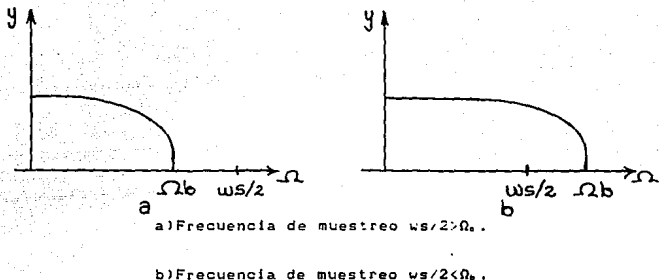 y
y
Ωb
ws/2
Ω
ws/2
Ωb
Ω
a
b
a)Frecuencia de muestreo ws/2>Ωb.
b)Frecuencia de muestreo ws/2<Ωb.